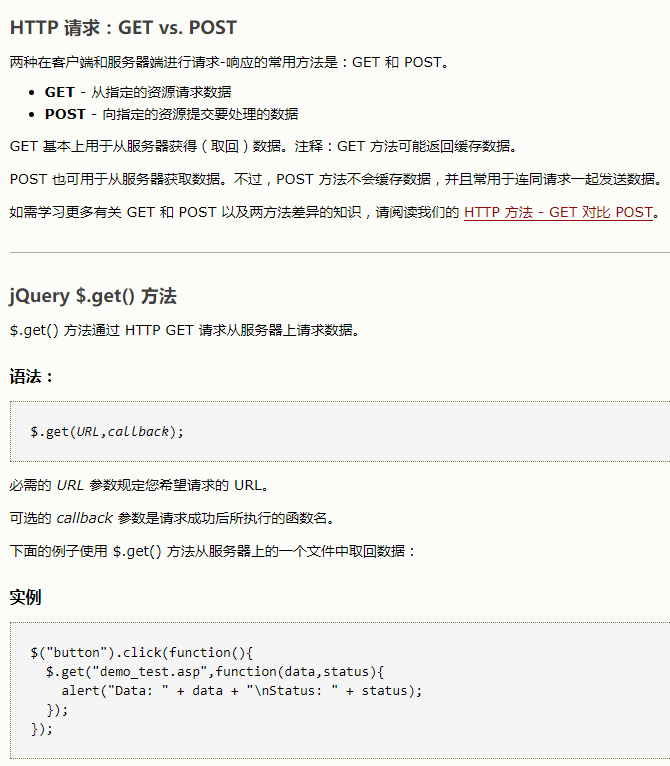 HTTP 请求：GET vs. POST
两种在客户端和服务器端进行请求-响应的常用方法是：GET 和 POST。
• GET - 从指定的资源请求数据
• POST - 向指定的资源提交要处理的数据
GET 基本上用于从服务器获得（取回）数据。注释：GET 方法可能返回缓存数据。
POST 也可用于从服务器获取数据。不过，POST 方法不会缓存数据，并且常用于连同请求一起发送数据。
如需学习更多有关 GET 和 POST 以及两方法差异的知识，请阅读我们的 HTTP 方法 - GET 对比 POST。
jQuery $.get() 方法
$.get() 方法通过 HTTP GET 请求从服务器上请求数据。
语法：
$.get(URL,callback);
必需的 URL 参数规定您希望请求的 URL。
可选的 callback 参数是请求成功后所执行的函数名。
下面的例子使用 $.get() 方法从服务器上的一个文件中取回数据：
实例
$("button").click(function(){
  $.get("demo_test.asp",function(data,status){
    alert("Data: " + data + "\nStatus: " + status);
  });
});